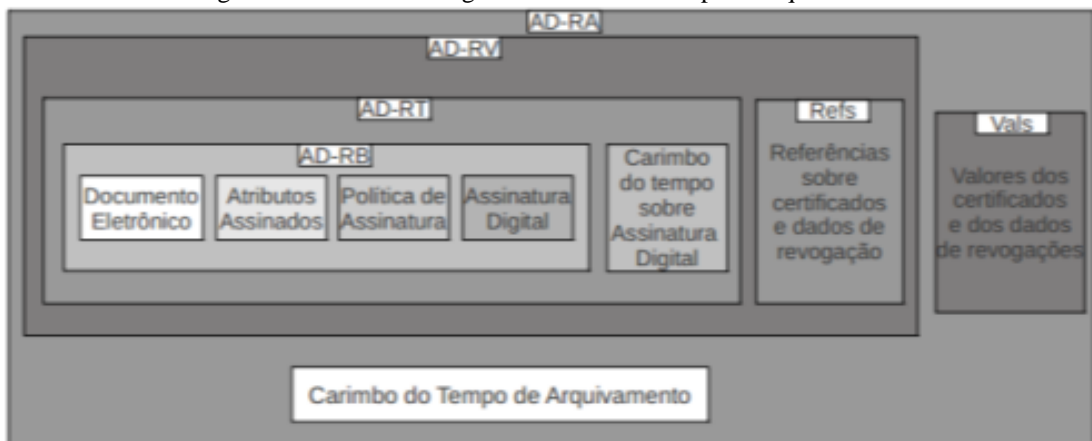 AD-RA
AD-RV
AD-RT
AD-RB
Documento
Eletrônico
Atributos
Assinados
Política de
Assinatura
Assinatura
Digital
Carimbo
do tempo
sobre
Assinatura
Digital
Refs
Referências
sobre
certificados
e dados de
revogação
Vals
Valores dos
certificados
e dos dados
de revogações
Carimbo do Tempo de Arquivamento